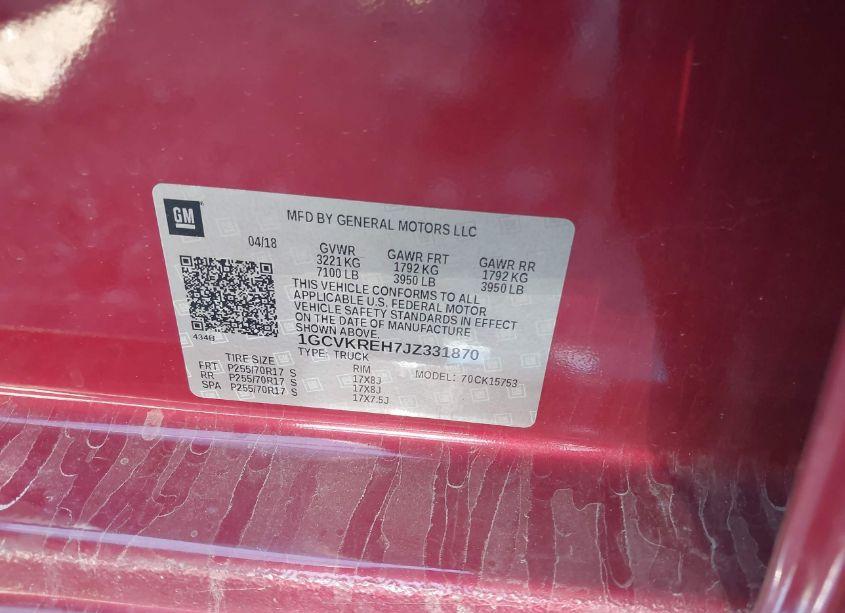 GM
MFD BY GENERAL MOTORS LLC
04/18 GVWR GAWR FRT GAWR RR
3221 KG 1792 KG 1792 KG
7100 LB 3950 LB 3950 LB
THIS VEHICLE CONFORMS TO ALL
APPLICABLE U.S. FEDERAL MOTOR
VEHICLE SAFETY STANDARDS IN EFFECT
ON THE DATE OF MANUFACTURE
SHOWN ABOVE.
434B
1GCVKREH7JZ331870
TYPE: TRUCK
TIRE SIZE RIM MODEL: 70CK15753
FRT P255/70R17 S 17X8J
RR P255/70R17 S 17X8J
SPA P255/70R17 S 17X7.5J